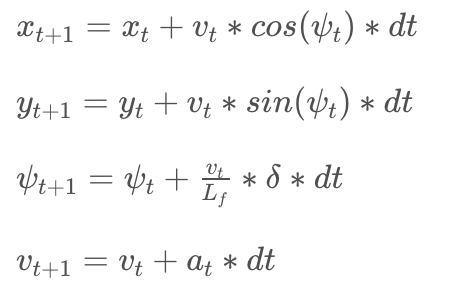 x_{t+1} = x_t + v_t * cos(ψ_t) * dt
y_{t+1} = y_t + v_t * sin(ψ_t) * dt
ψ_{t+1} = ψ_t + \frac{v_t}{L_f} * δ * dt
v_{t+1} = v_t + a_t * dt